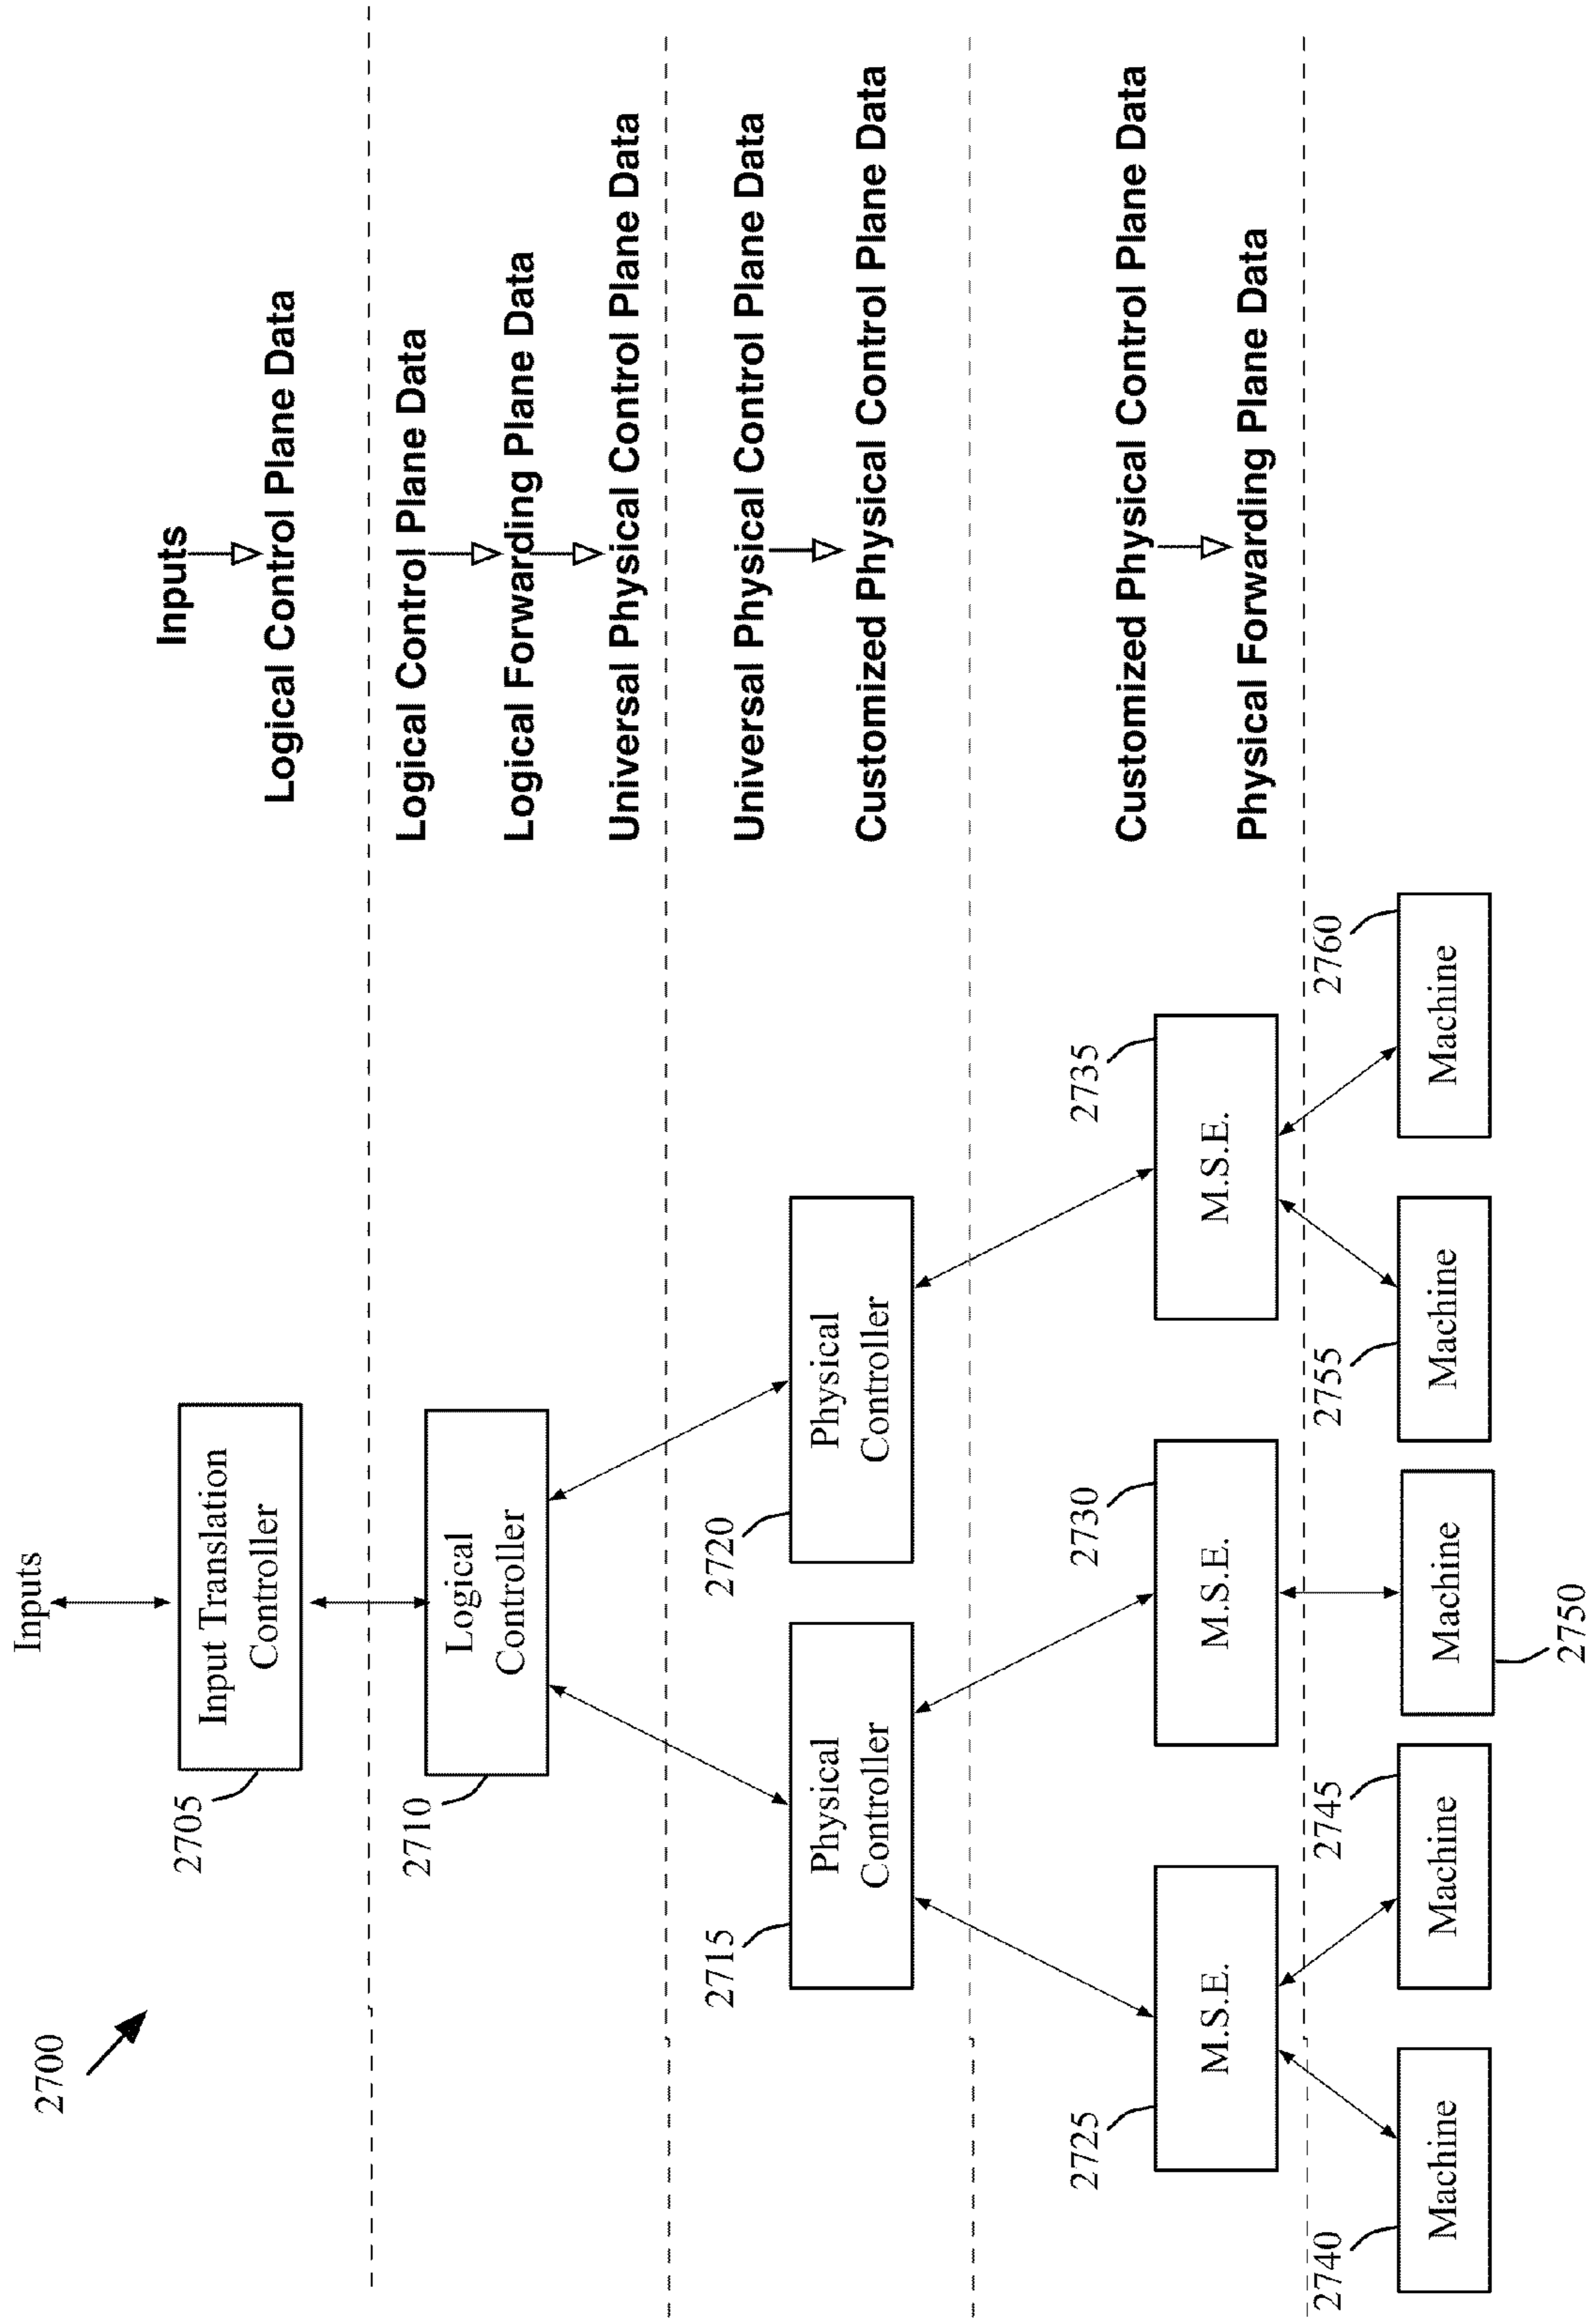 2700
Inputs
2705
Input Translation
Controller
Inputs
Logical Control Plane Data
2710
Logical
Controller
Logical Control Plane Data
Logical Forwarding Plane Data
Universal Physical Control Plane Data
2715
Physical
Controller
2720
Physical
Controller
Universal Physical Control Plane Data
Customized Physical Control Plane Data
2725
M.S.E.
2730
M.S.E.
2735
M.S.E.
Customized Physical Control Plane Data
Physical Forwarding Plane Data
2740
Machine
2745
Machine
Machine
2750
2755
Machine
2760
Machine